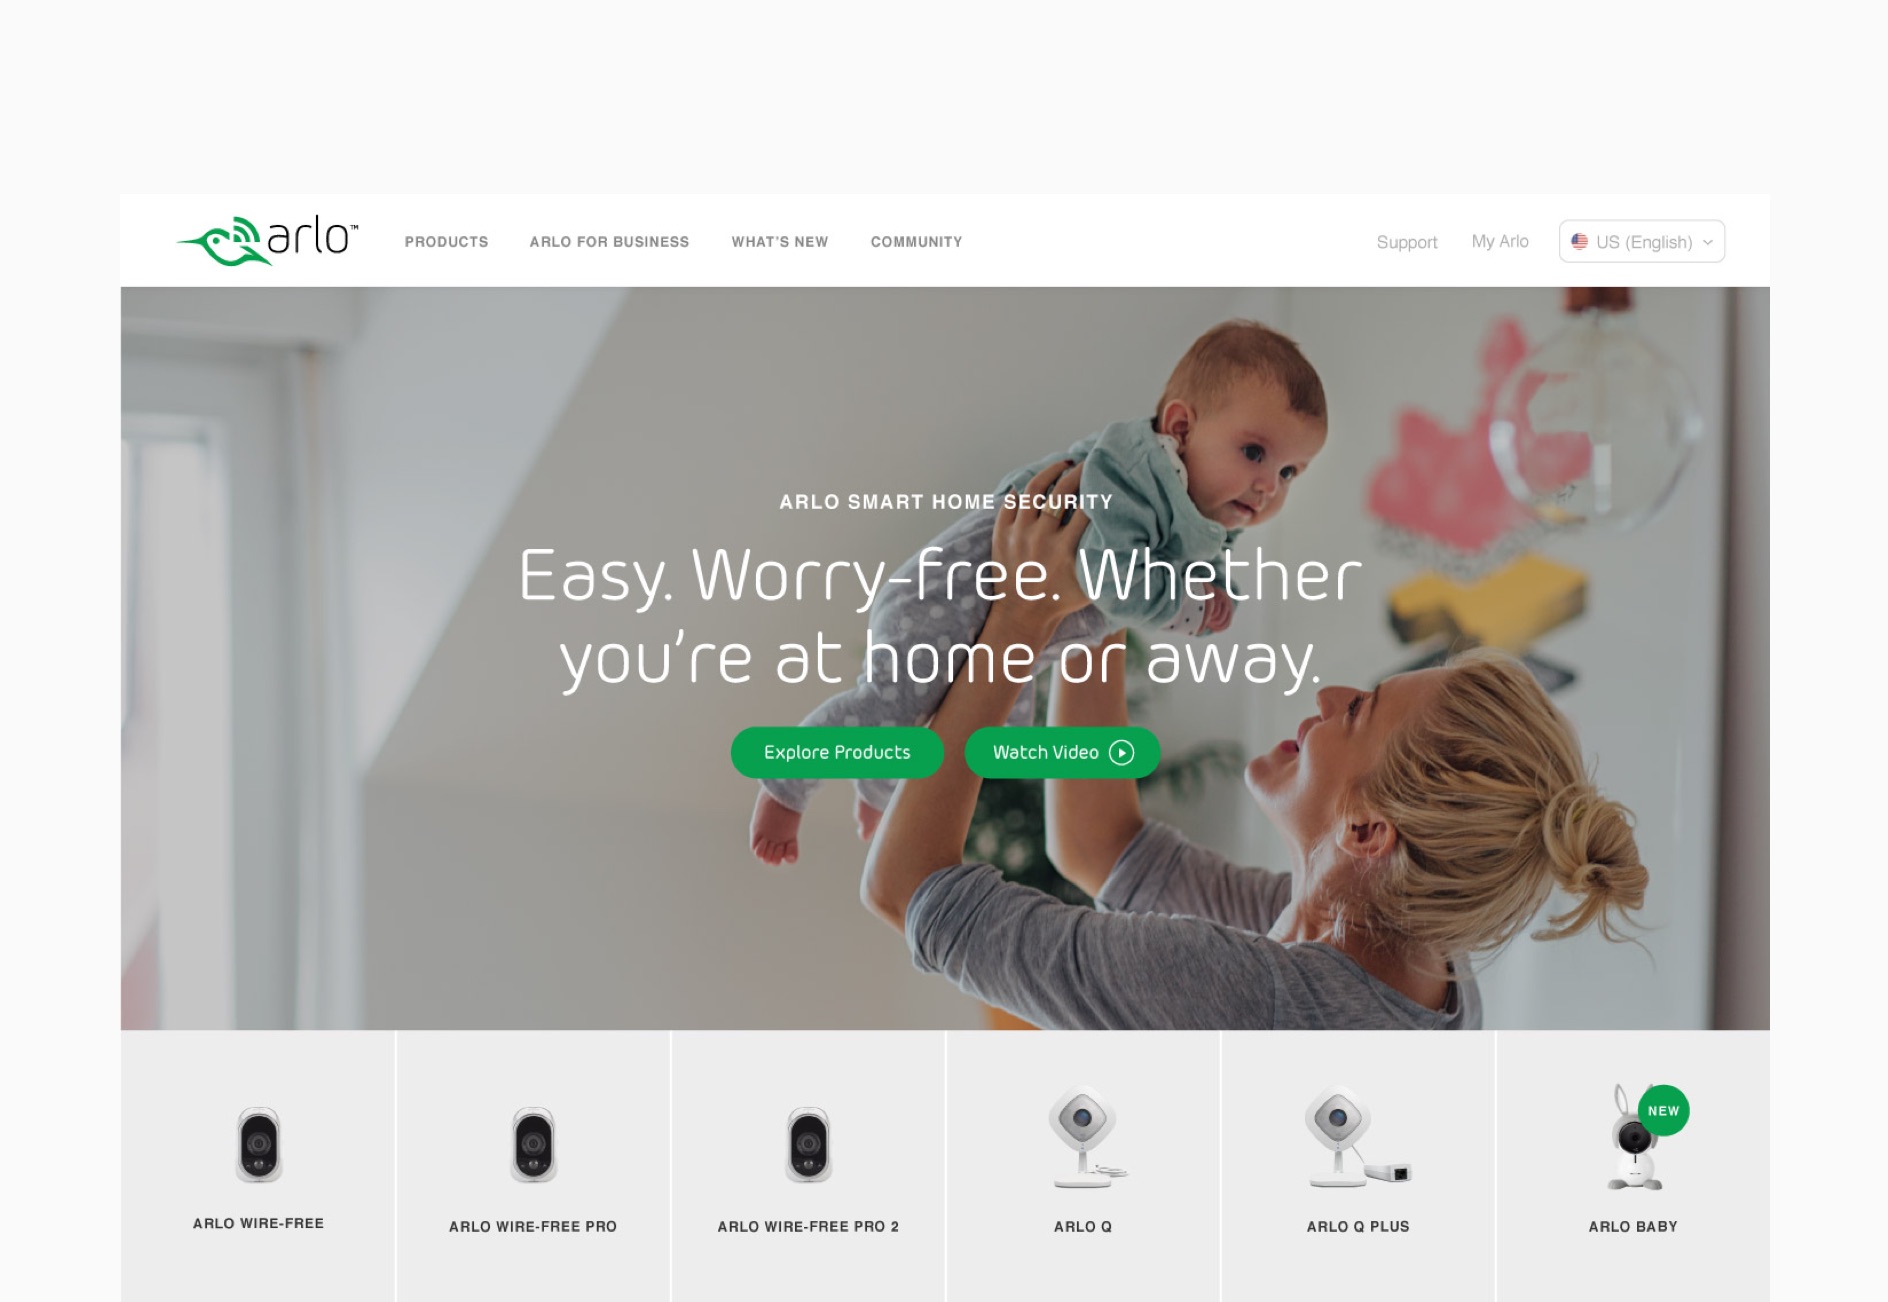 arlo™
PRODUCTS
ARLO FOR BUSINESS
WHAT'S NEW
COMMUNITY
Support
My Arlo
US (English)
ARLO SMART HOME SECURITY
Easy. Worry-free. Whether
you're at home or away.
Explore Products
Watch Video
NEW
ARLO WIRE-FREE
ARLO WIRE-FREE PRO
ARLO WIRE-FREE PRO 2
ARLO Q
ARLO Q PLUS
ARLO BABY